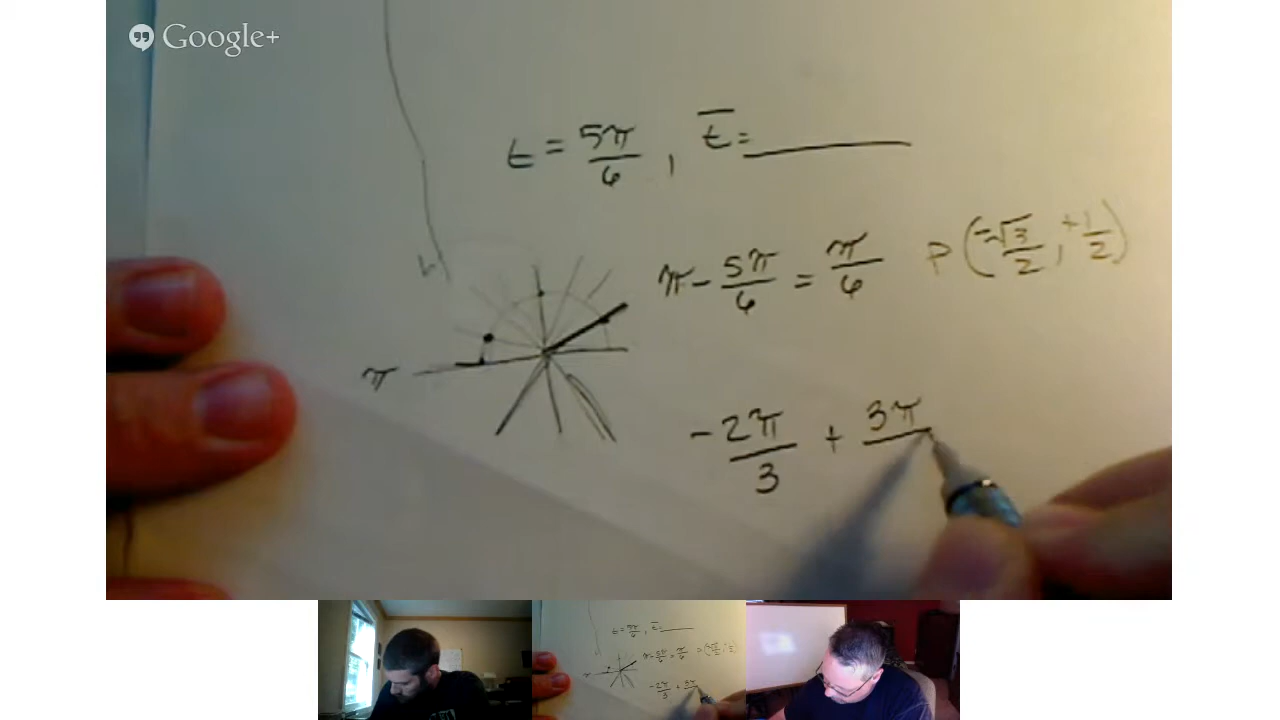 Google+
t = 5π/6 , t̅ = ______
π - 5π/6 = π/6 P (-√3/2 , +1/2)
π
-2π/3 + 3π